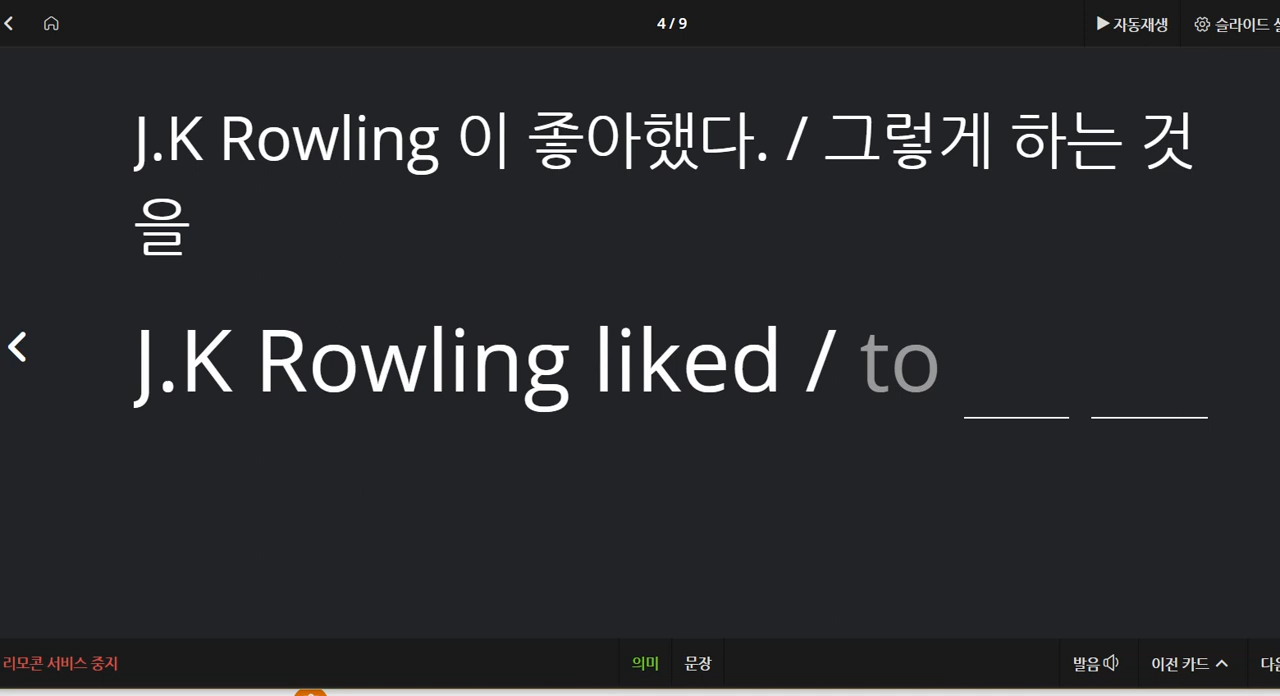 4 / 9
자동재생
슬라이드
J.K Rowling 이 좋아했다. / 그렇게 하는 것
을
J.K Rowling liked / to
리모콘 서비스 중지
의미
문장
발음
이전 카드